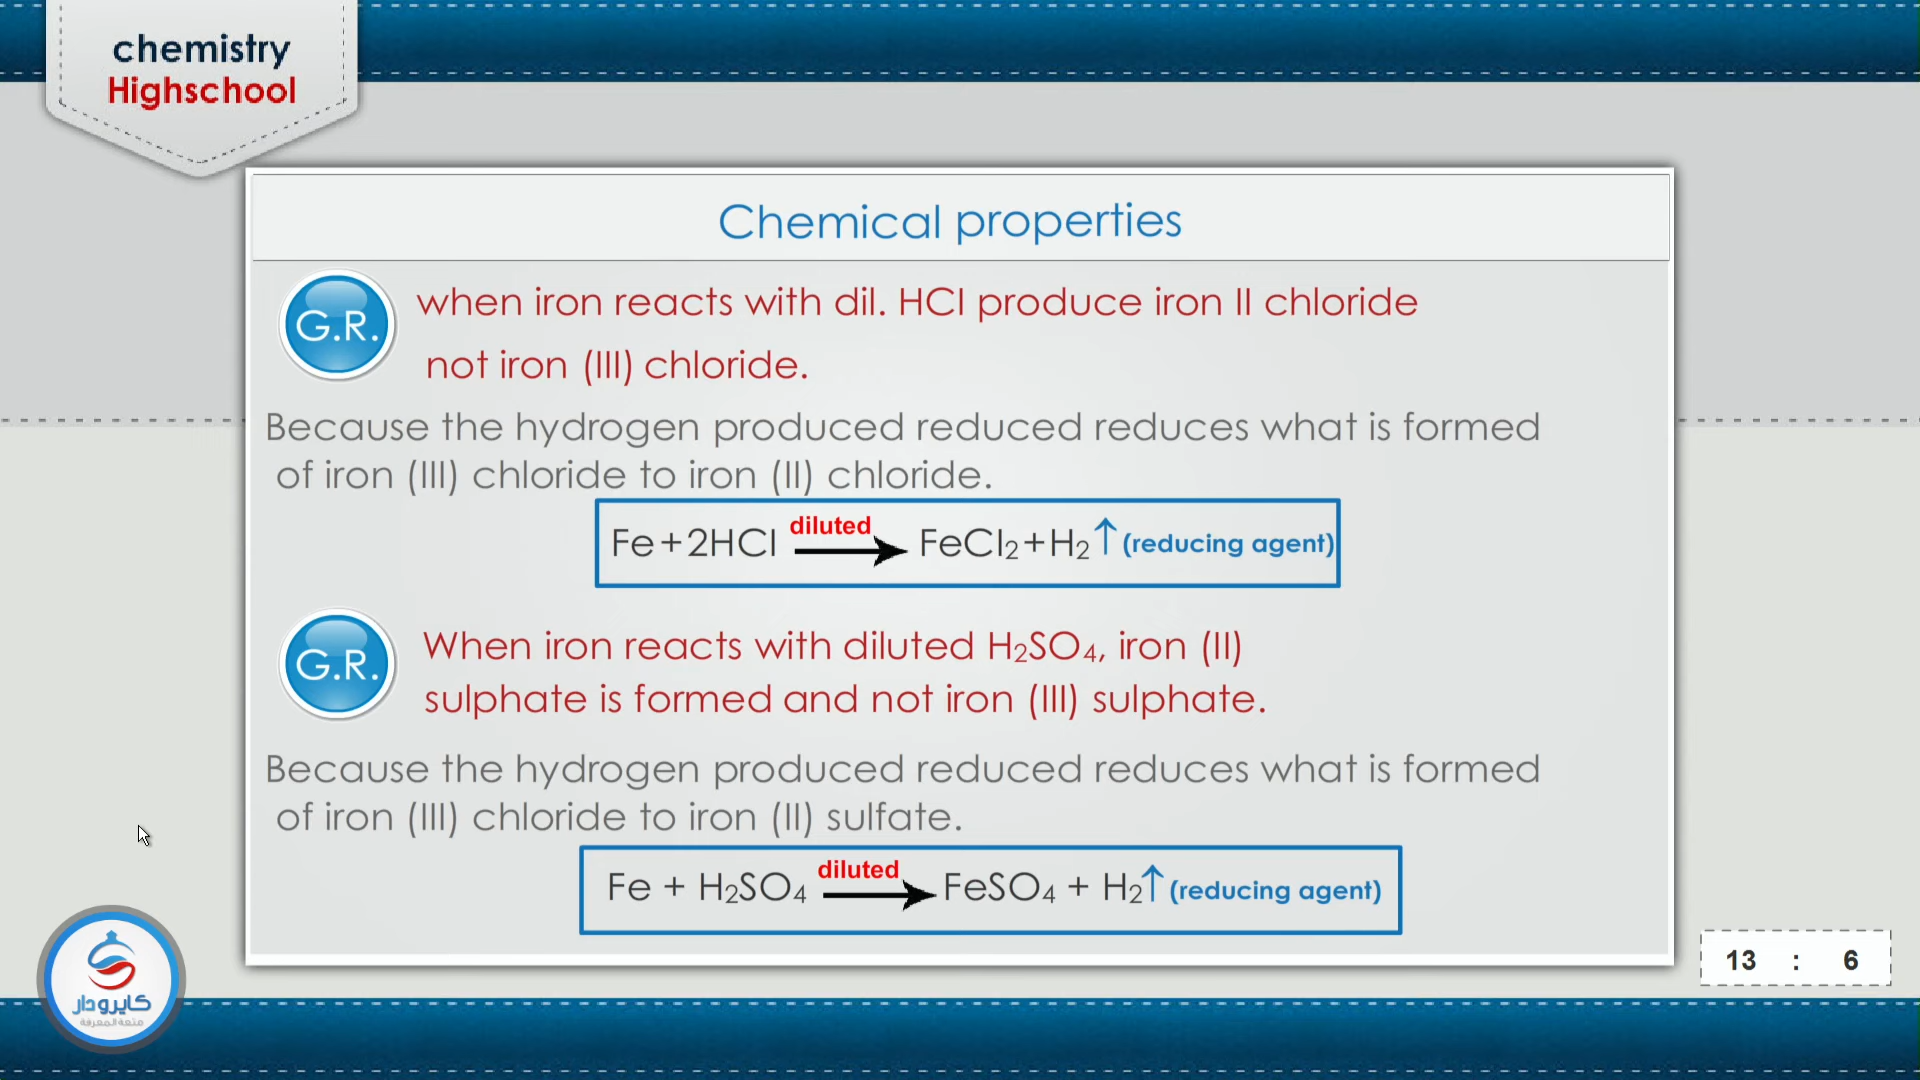 chemistry
Highschool
Chemical properties
G.R.
when iron reacts with dil. HCl produce iron II chloride
not iron (III) chloride.
Because the hydrogen produced reduced reduces what is formed
of iron (III) chloride to iron (II) chloride.
Fe+2HCl diluted FeCl₂+H₂↑(reducing agent)
G.R.
When iron reacts with diluted H₂SO₄, iron (II)
sulphate is formed and not iron (III) sulphate.
Because the hydrogen produced reduced reduces what is formed
of iron (III) chloride to iron (II) sulfate.
Fe + H₂SO₄ diluted FeSO₄ + H₂↑(reducing agent)
13 : 6
كايرودار
متعة المعرفة